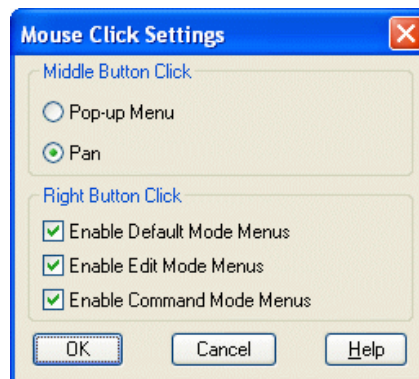 Mouse Click Settings
Middle Button Click
Pop-up Menu
Pan
Right Button Click
Enable Default Mode Menus
Enable Edit Mode Menus
Enable Command Mode Menus
OK Cancel Help